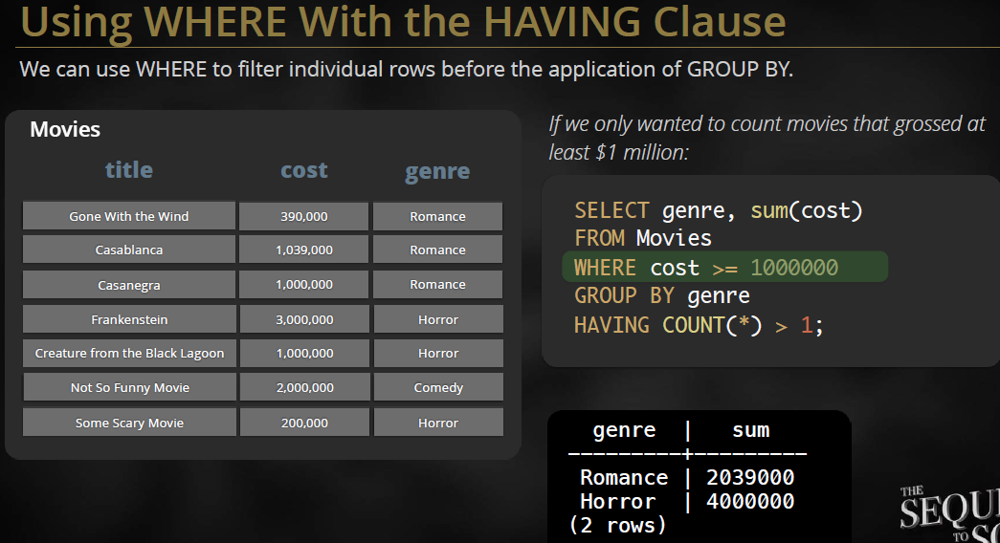 Using WHERE With the HAVING Clause
We can use WHERE to filter individual rows before the application of GROUP BY.
Movies
title cost genre
Gone With the Wind 390,000 Romance
Casablanca 1,039,000 Romance
Casanegra 1,000,000 Romance
Frankenstein 3,000,000 Horror
Creature from the Black Lagoon 1,000,000 Horror
Not So Funny Movie 2,000,000 Comedy
Some Scary Movie 200,000 Horror
If we only wanted to count movies that grossed at
least $1 million:
SELECT genre, sum(cost)
FROM Movies
WHERE cost >= 1000000
GROUP BY genre
HAVING COUNT(*) > 1;
genre | sum
---------+---------
Romance | 2039000
Horror | 4000000
(2 rows)
THE
SEQU
TO